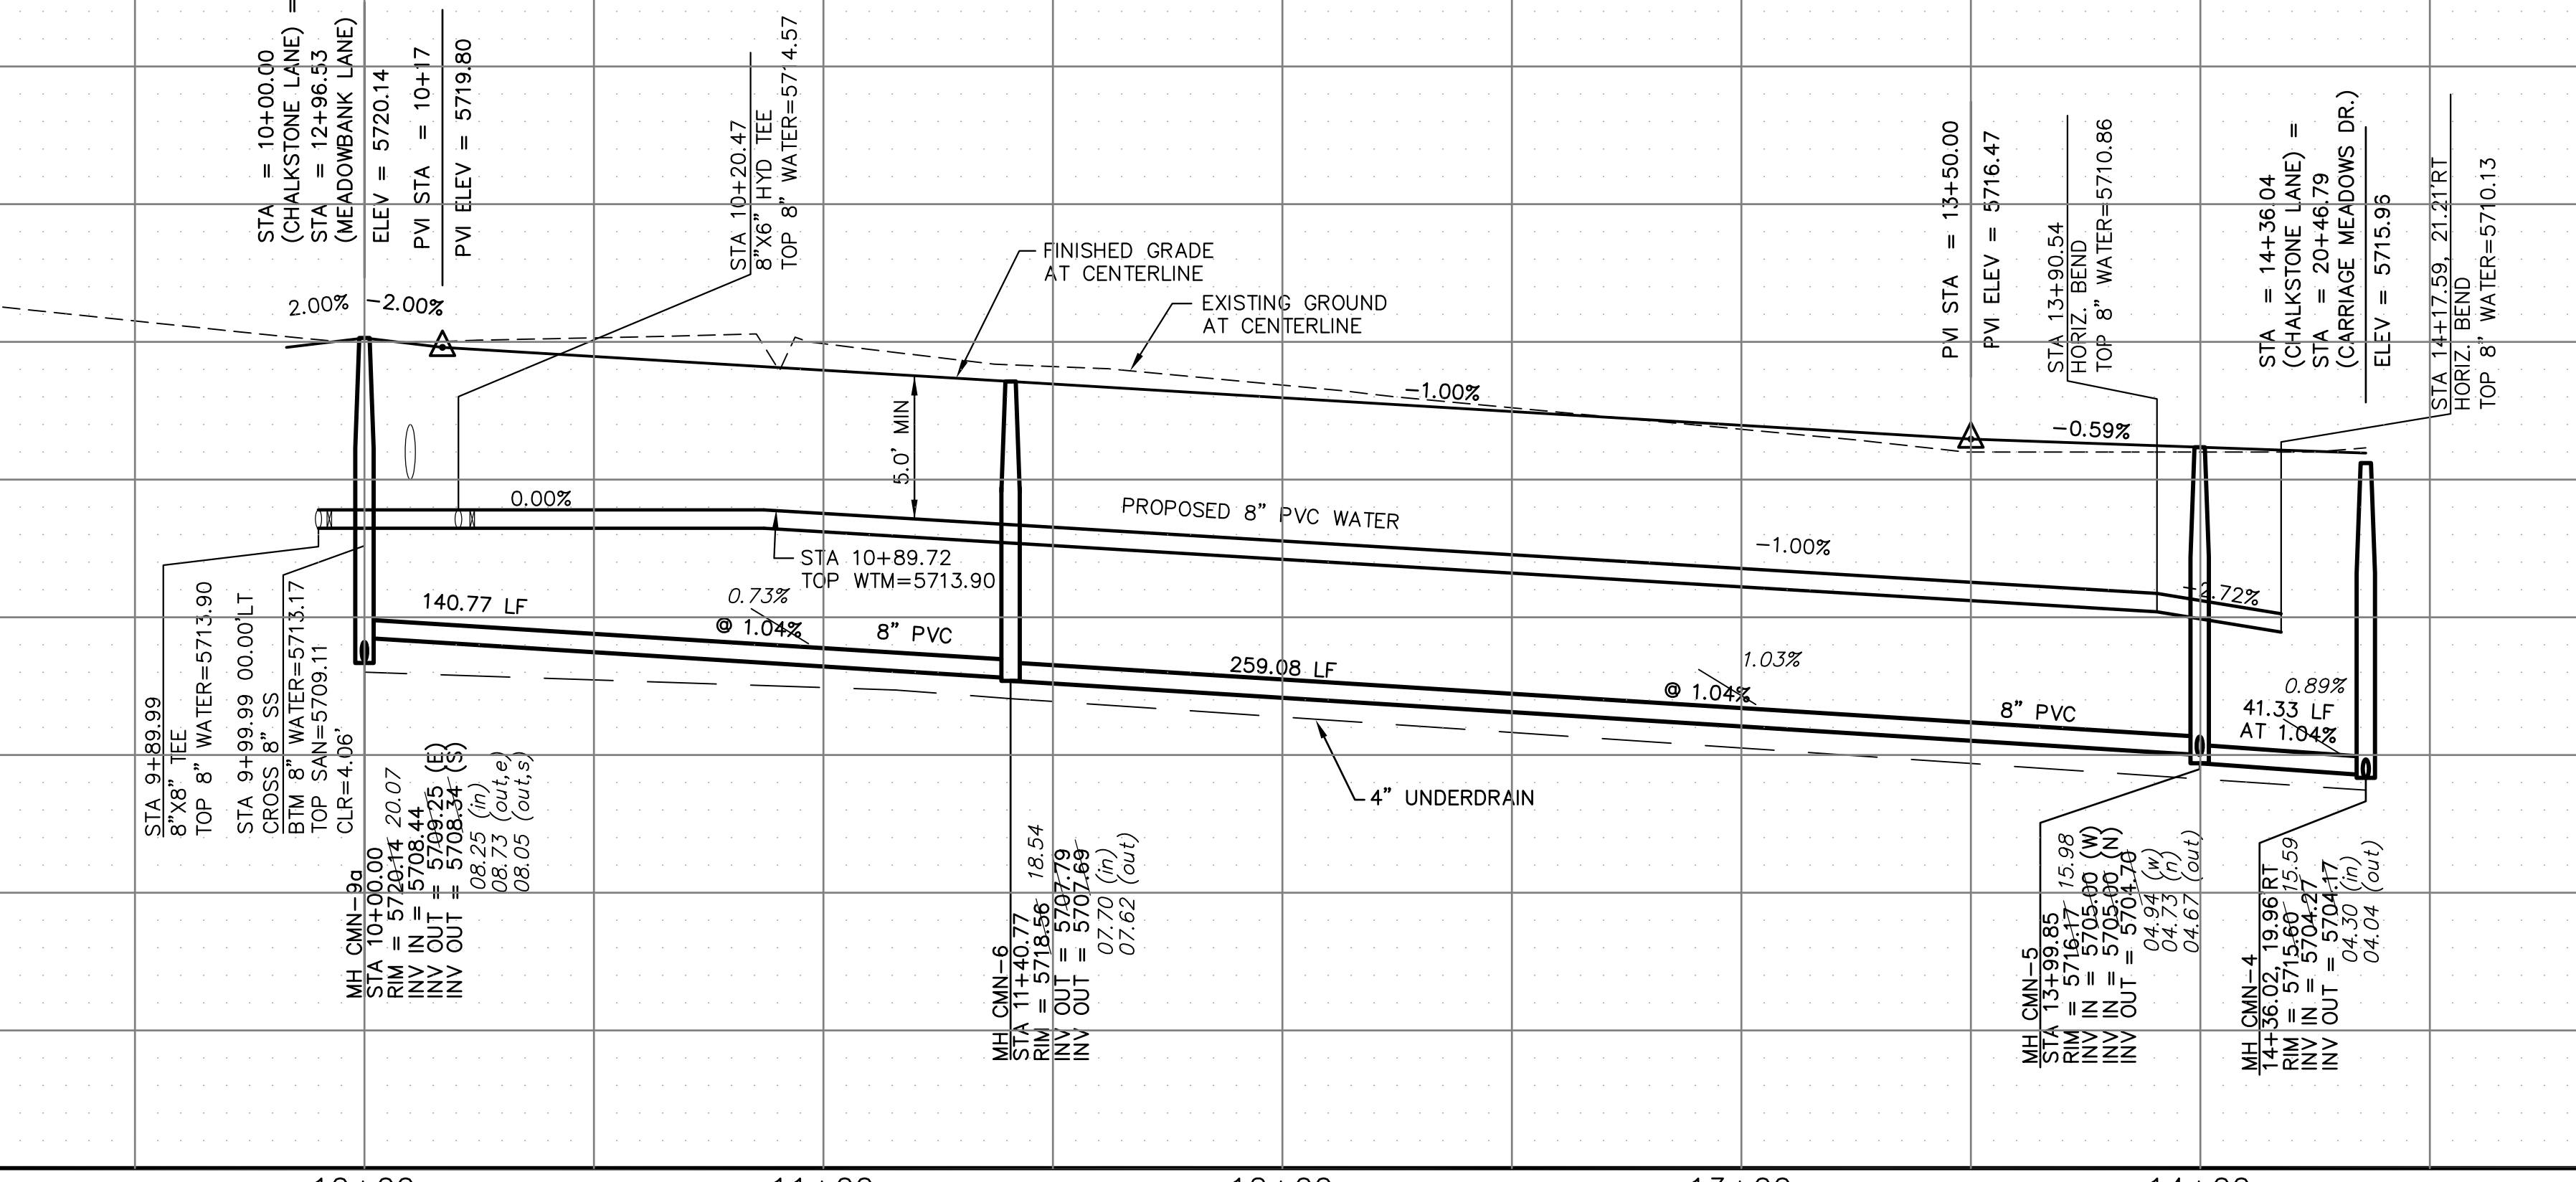 STA = 10+00.00
(CHALKSTONE LANE) =
STA = 12+96.53
(MEADOWBANK LANE)
ELEV = 5720.14
PVI STA = 10+17
PVI ELEV = 5719.80
STA 10+20.47
8"X6" HYD TEE
TOP 8" WATER=5714.57
2.00%
-2.00%
FINISHED GRADE
AT CENTERLINE
EXISTING GROUND
AT CENTERLINE
PVI STA = 13+50.00
PVI ELEV = 5716.47
STA 13+90.54
HORIZ. BEND
TOP 8" WATER=5710.86
STA = 14+36.04
(CHALKSTONE LANE) =
STA = 20+46.79
(CARRIAGE MEADOWS DR.)
ELEV = 5715.96
STA 14+17.59, 21.21'RT
HORIZ. BEND
TOP 8" WATER=5710.13
-1.00%
-0.59%
5.0' MIN
0.00%
PROPOSED 8" PVC WATER
-1.00%
-2.72%
STA 10+89.72
TOP WTM=5713.90
140.77 LF
0.73%
@ 1.04%
8" PVC
259.08 LF
1.03%
@ 1.04%
8" PVC
0.89%
41.33 LF
AT 1.04%
4" UNDERDRAIN
STA 9+89.99
8"X8" TEE
TOP 8" WATER=5713.90
STA 9+99.99 00.00'LT
CROSS 8" SS
BTM 8" WATER=5713.17
TOP SAN=5709.11
CLR=4.06'
MH CMN-9a
STA 10+00.00
RIM = 5720.14 20.07
INV IN = 5708.44
INV OUT = 5709.25 (E)
INV OUT = 5708.34 (S)
08.25 (in)
08.73 (out,e)
08.05 (out,s)
MH CMN-6
STA 11+40.77
RIM = 5718.56 18.54
INV OUT = 5707.79
INV OUT = 5707.69
07.70 (in)
07.62 (out)
MH CMN-5
STA 13+99.85
RIM = 5716.17 15.98
INV IN = 5705.00 (W)
INV IN = 5705.00 (N)
INV OUT = 5704.70
04.94 (w)
04.73 (n)
04.67 (out)
MH CMN-4
14+36.02, 19.96'RT
RIM = 5715.60 15.59
INV IN = 5704.27
INV OUT = 5704.17
04.30 (in)
04.04 (out)